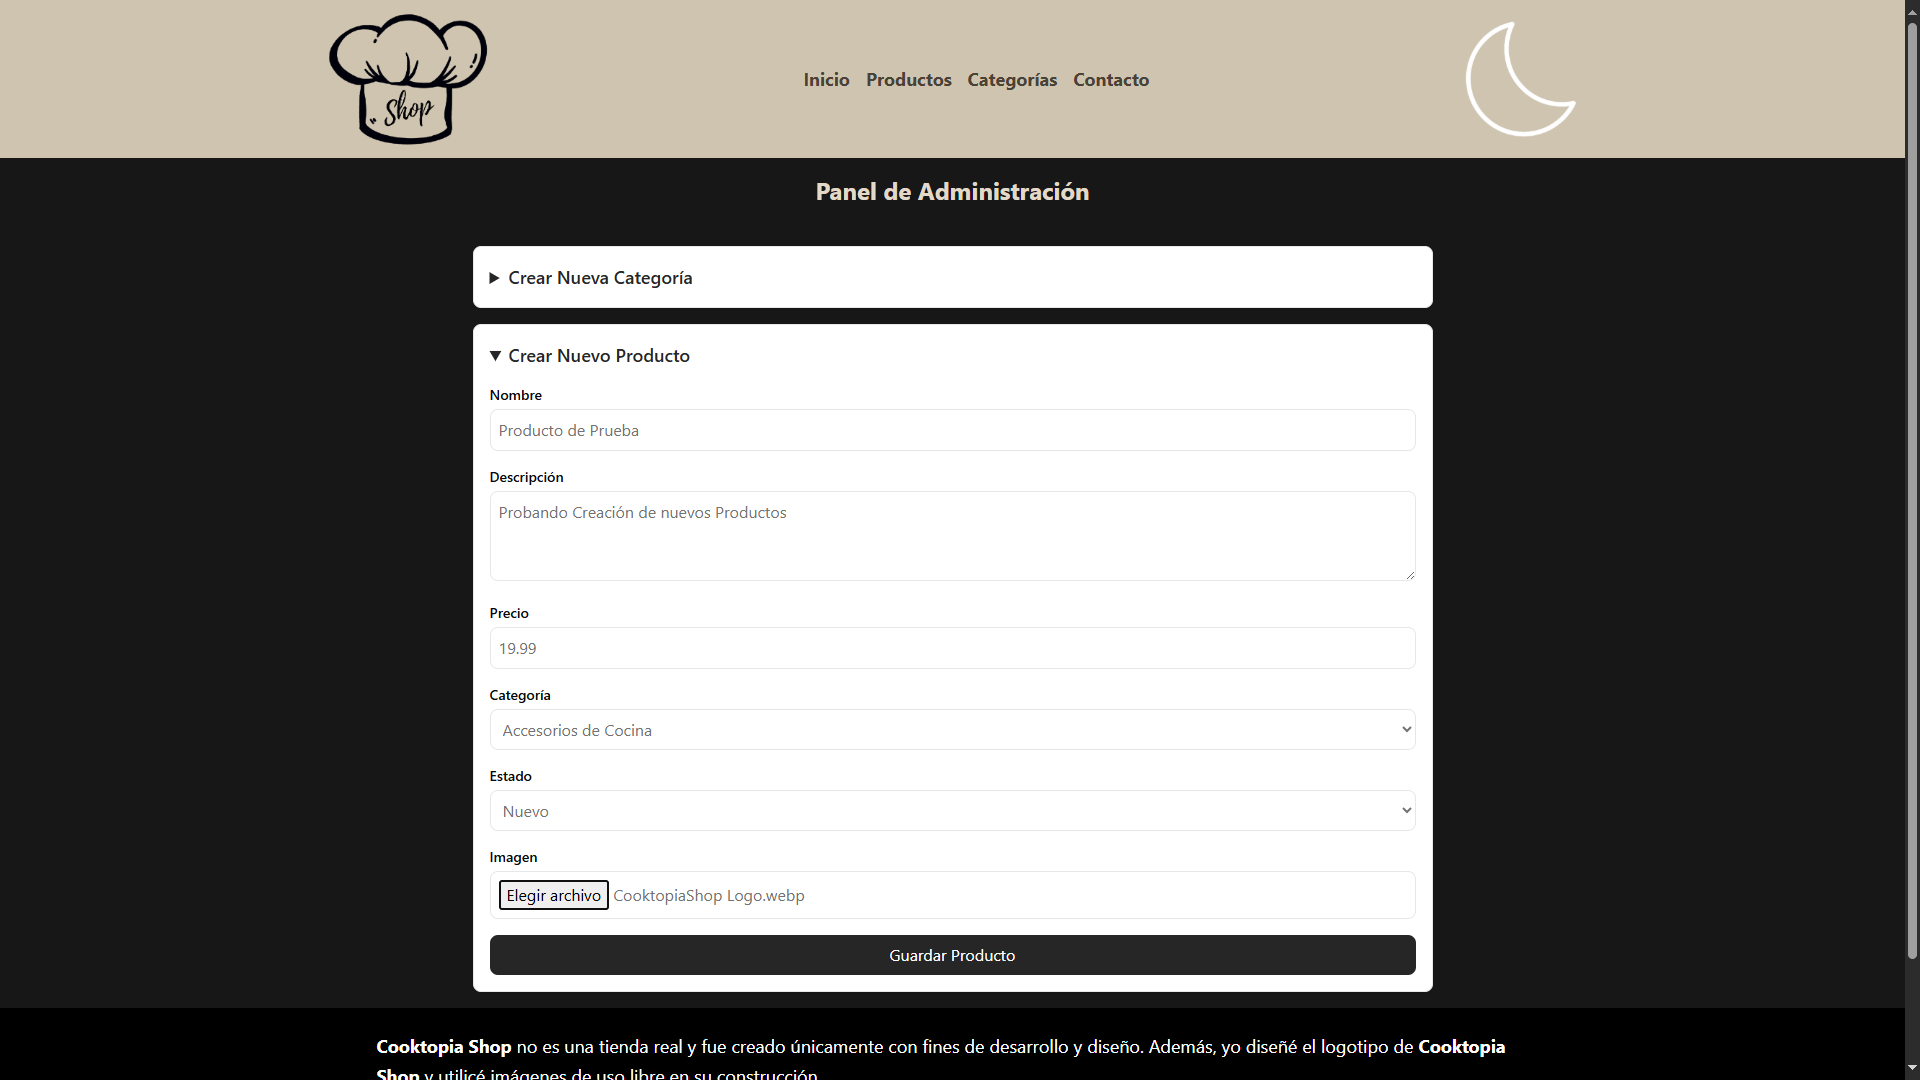 Shop
Inicio Productos Categorías Contacto
Panel de Administración
Crear Nueva Categoría
Crear Nuevo Producto
Nombre
Producto de Prueba
Descripción
Probando Creación de nuevos Productos
Precio
19.99
Categoría
Accesorios de Cocina
Estado
Nuevo
Imagen
Elegir archivo CooktopiaShop Logo.webp
Guardar Producto
Cooktopia Shop no es una tienda real y fue creado únicamente con fines de desarrollo y diseño. Además, yo diseñé el logotipo de Cooktopia
Shop y utilicé imágenes de uso libre en su construcción.